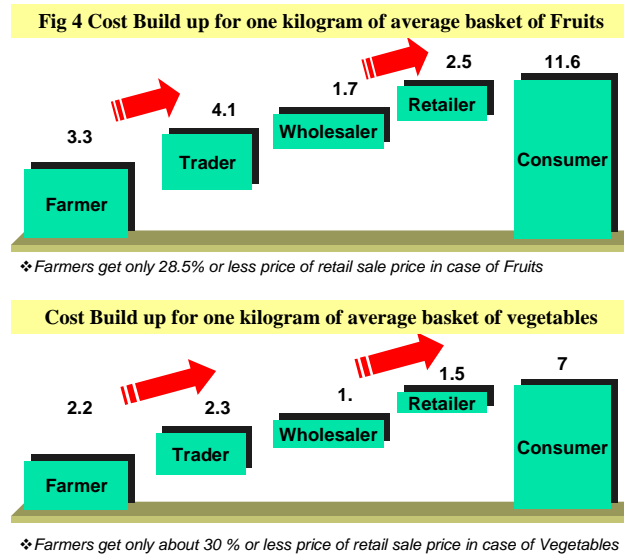 Fig 4 Cost Build up for one kilogram of average basket of Fruits
3.3
4.1
1.7
2.5
11.6
Farmer
Trader
Wholesaler
Retailer
Consumer
❖Farmers get only 28.5% or less price of retail sale price in case of Fruits
Cost Build up for one kilogram of average basket of vegetables
2.2
2.3
1.
1.5
7
Farmer
Trader
Wholesaler
Retailer
Consumer
❖Farmers get only about 30 % or less price of retail sale price in case of Vegetables